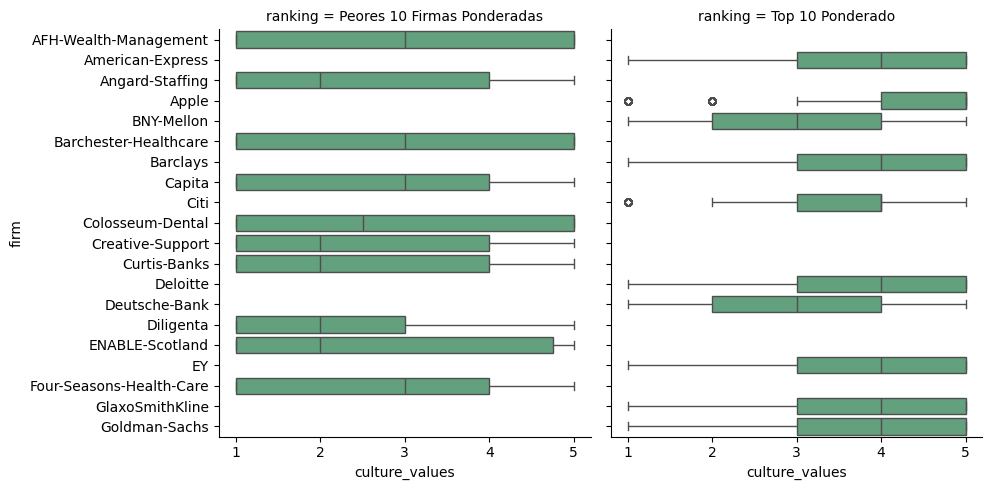 ranking = Peores 10 Firmas Ponderadas
ranking = Top 10 Ponderado
AFH-Wealth-Management
American-Express
Angard-Staffing
Apple
BNY-Mellon
Barchester-Healthcare
Barclays
Capita
Citi
Colosseum-Dental
Creative-Support
Curtis-Banks
Deloitte
Deutsche-Bank
Diligenta
ENABLE-Scotland
EY
Four-Seasons-Health-Care
GlaxoSmithKline
Goldman-Sachs
firm
1 2 3 4 5
culture_values
1 2 3 4 5
culture_values